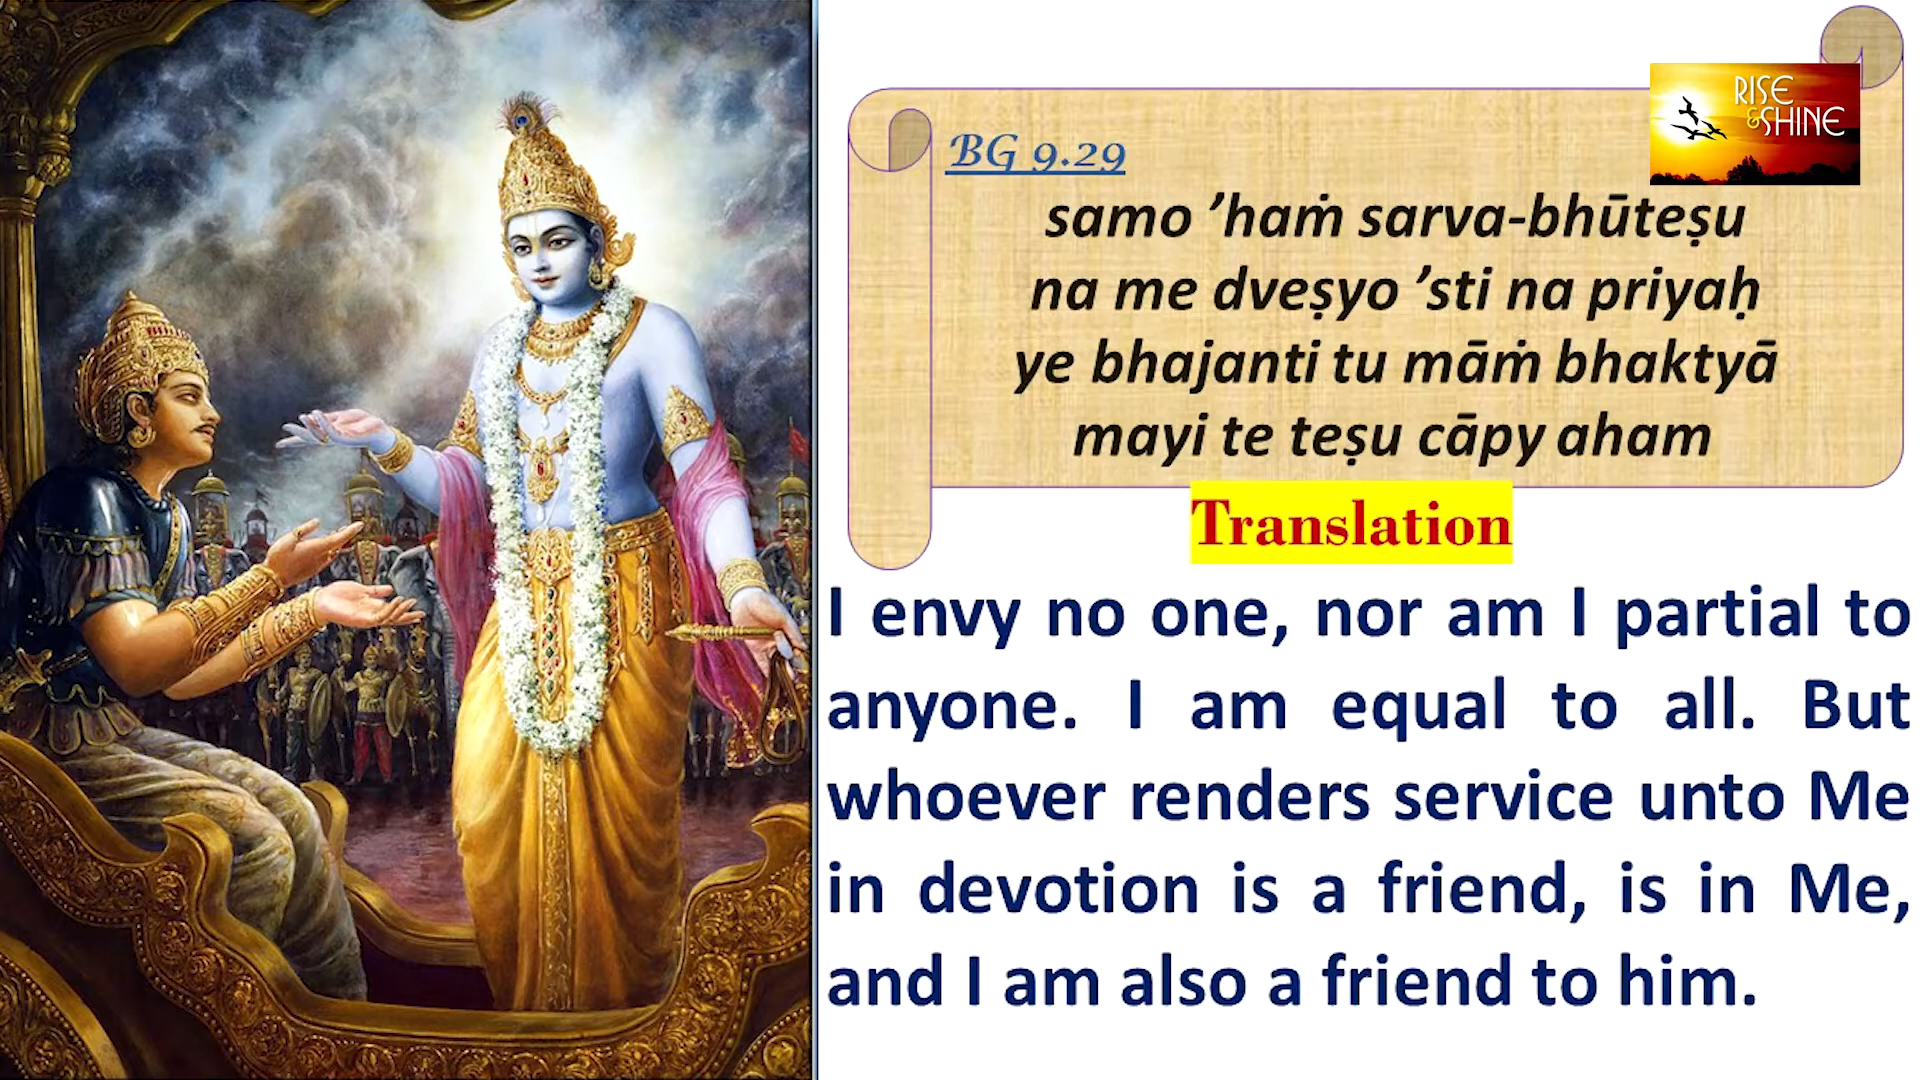 RISE
& SHINE
BG 9.29
samo ’haṁ sarva-bhūteṣu
na me dveṣyo ’sti na priyaḥ
ye bhajanti tu māṁ bhaktyā
mayi te teṣu cāpy aham
Translation
I envy no one, nor am I partial to
anyone. I am equal to all. But
whoever renders service unto Me
in devotion is a friend, is in Me,
and I am also a friend to him.